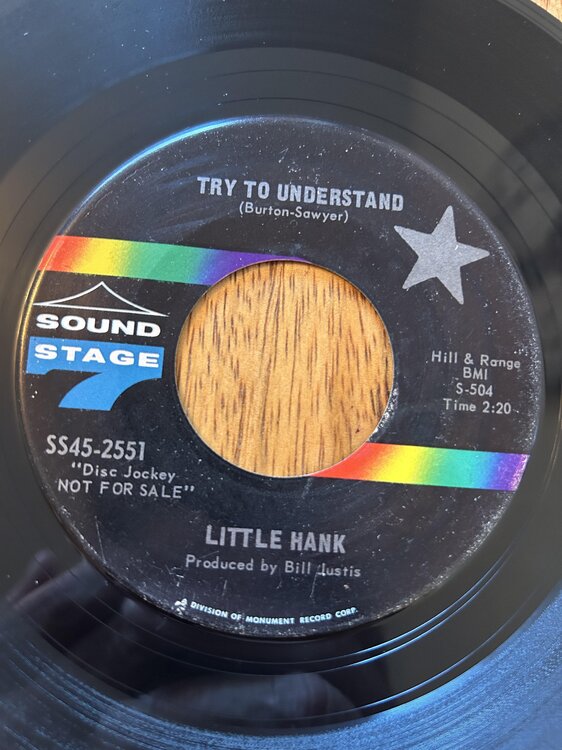 TRY TO UNDERSTAND
(Burton-Sawyer)
SOUND
STAGE
7
Hill & Range
BMI
S-504
Time 2:20
SS45-2551
"Disc Jockey
NOT FOR SALE"
LITTLE HANK
Produced by Bill Justis
A DIVISION OF MONUMENT RECORD CORP.